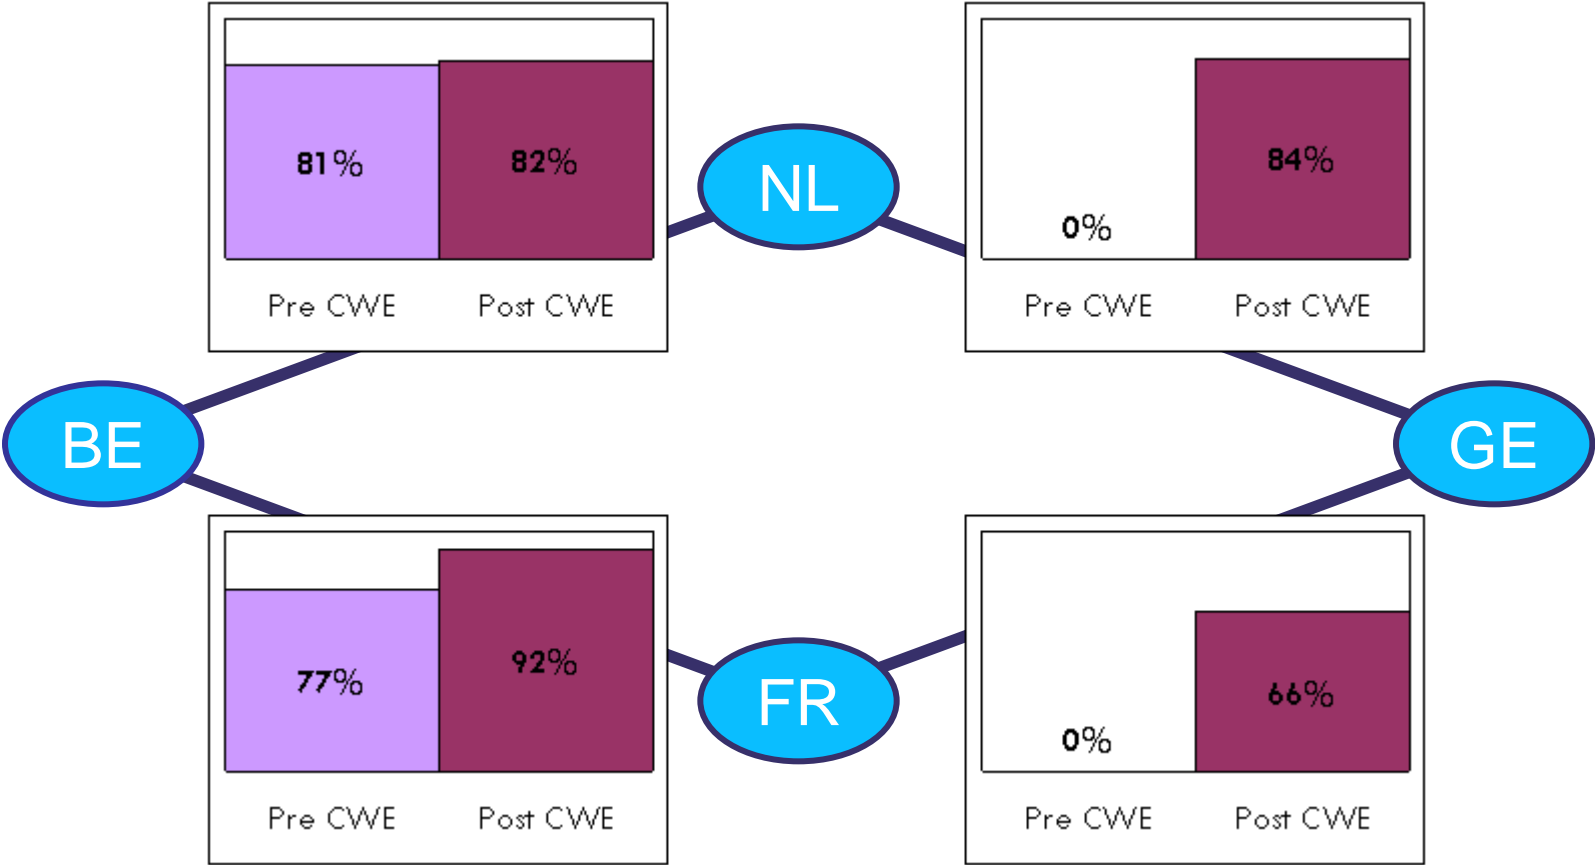 81%
82%
Pre CWE
Post CWE
NL
0%
84%
Pre CWE
Post CWE
BE
GE
77%
92%
Pre CWE
Post CWE
FR
0%
66%
Pre CWE
Post CWE